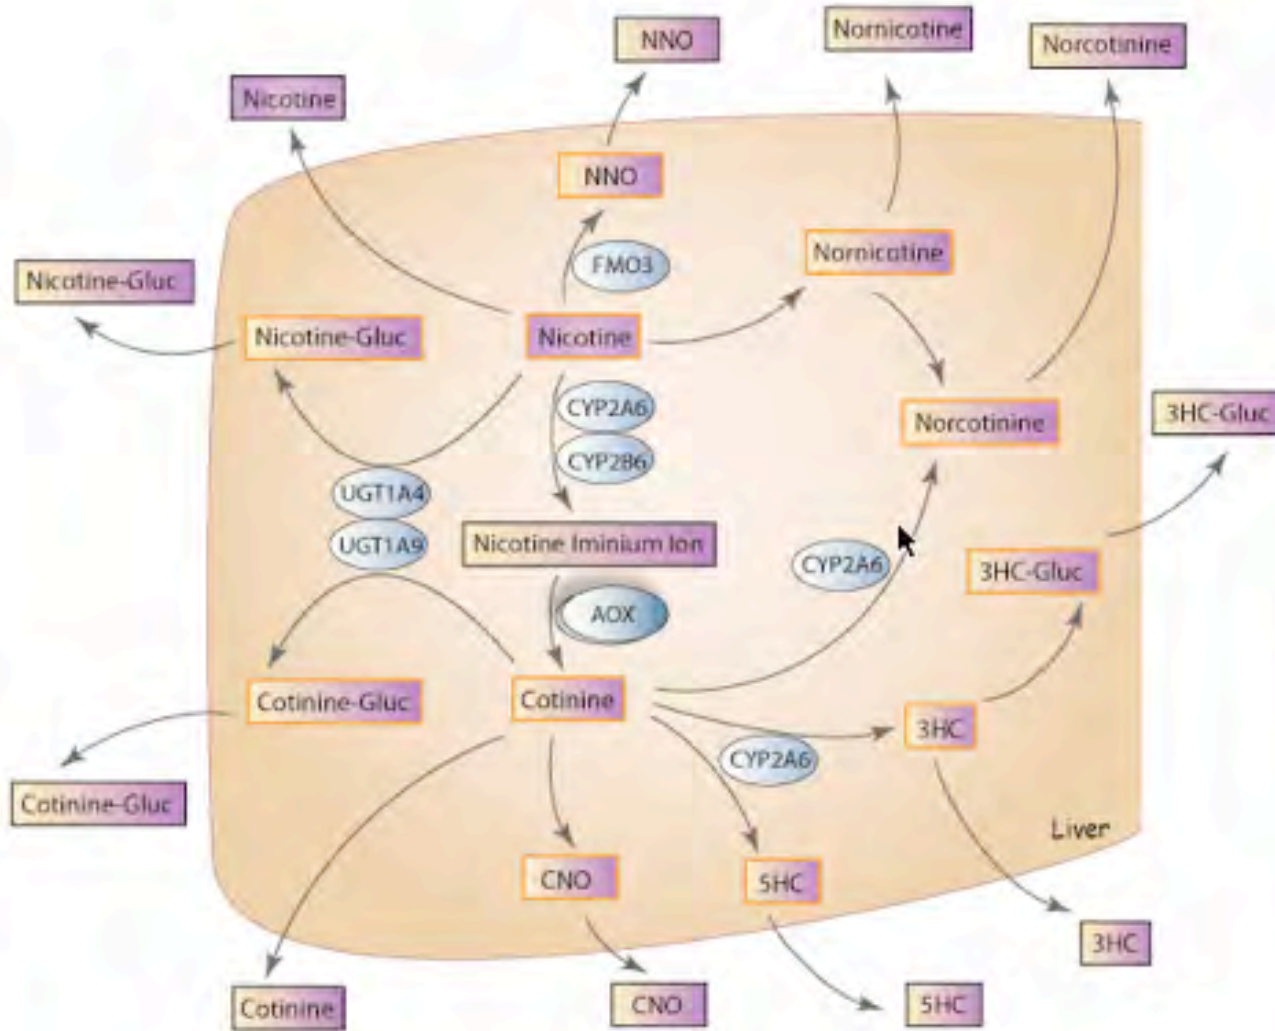 NNO
Nornicotine
Norcotinine
Nicotine
NNO
Nornicotine
FMO3
Nicotine-Gluc
Nicotine-Gluc
Nicotine
CYP2A6
CYP2B6
Norcotinine
3HC-Gluc
UGT1A4
UGT1A9
Nicotine Iminium Ion
CYP2A6
3HC-Gluc
AOX
Cotinine-Gluc
Cotinine
3HC
CYP2A6
Cotinine-Gluc
Liver
CNO
5HC
3HC
Cotinine
CNO
5HC